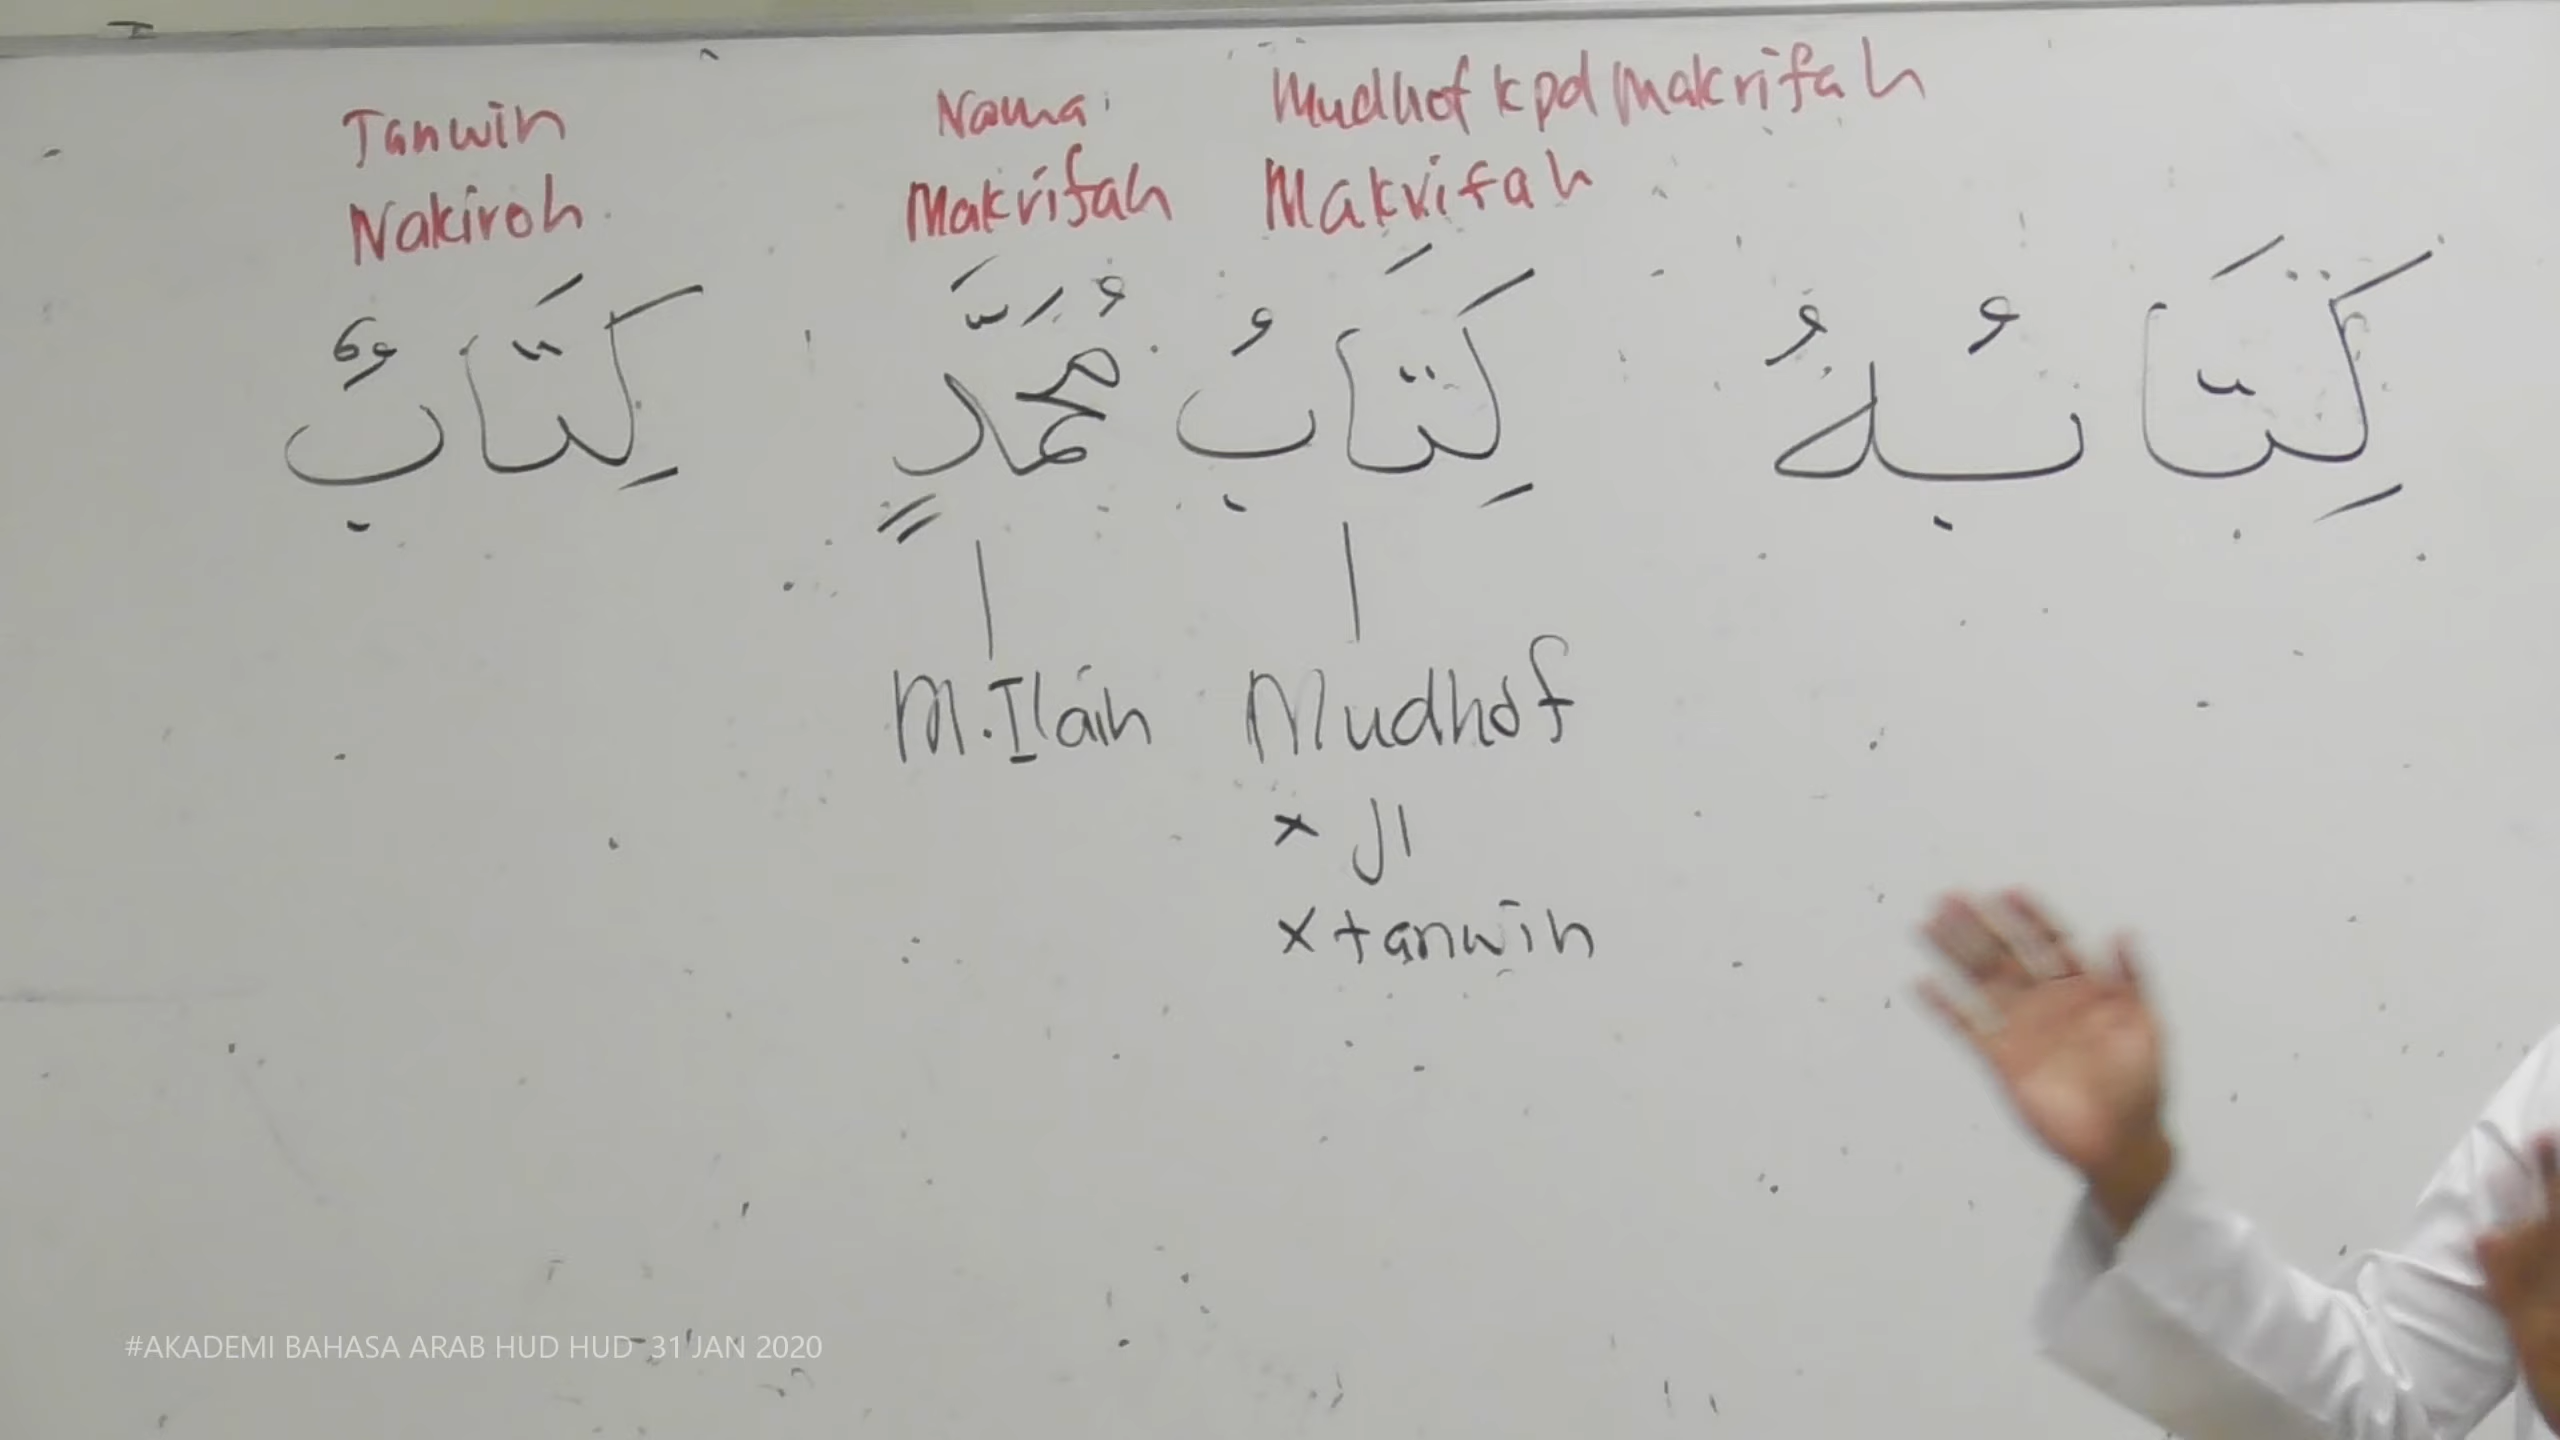 Tanwin Nama Mudhof kpd makrifah
Nakiroh Makrifah Makrifah
كِتَابُهُ كِتَابُ مُحَمَّدٍ كِتَابٌ
M.Ilaih Mudhof
x ال
x tanwin
#AKADEMI BAHASA ARAB HUD HUD 31 JAN 2020